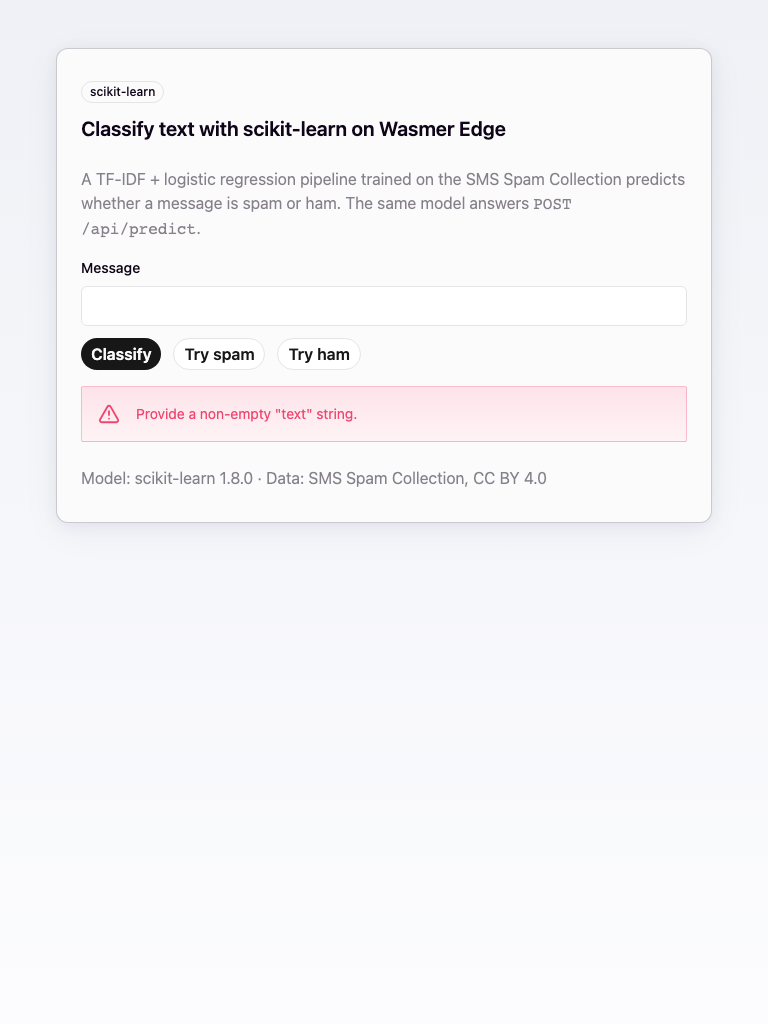 scikit-learn
Classify text with scikit-learn on Wasmer Edge
A TF-IDF + logistic regression pipeline trained on the SMS Spam Collection predicts
whether a message is spam or ham. The same model answers POST
/api/predict.
Message
Classify Try spam Try ham
Provide a non-empty "text" string.
Model: scikit-learn 1.8.0 · Data: SMS Spam Collection, CC BY 4.0